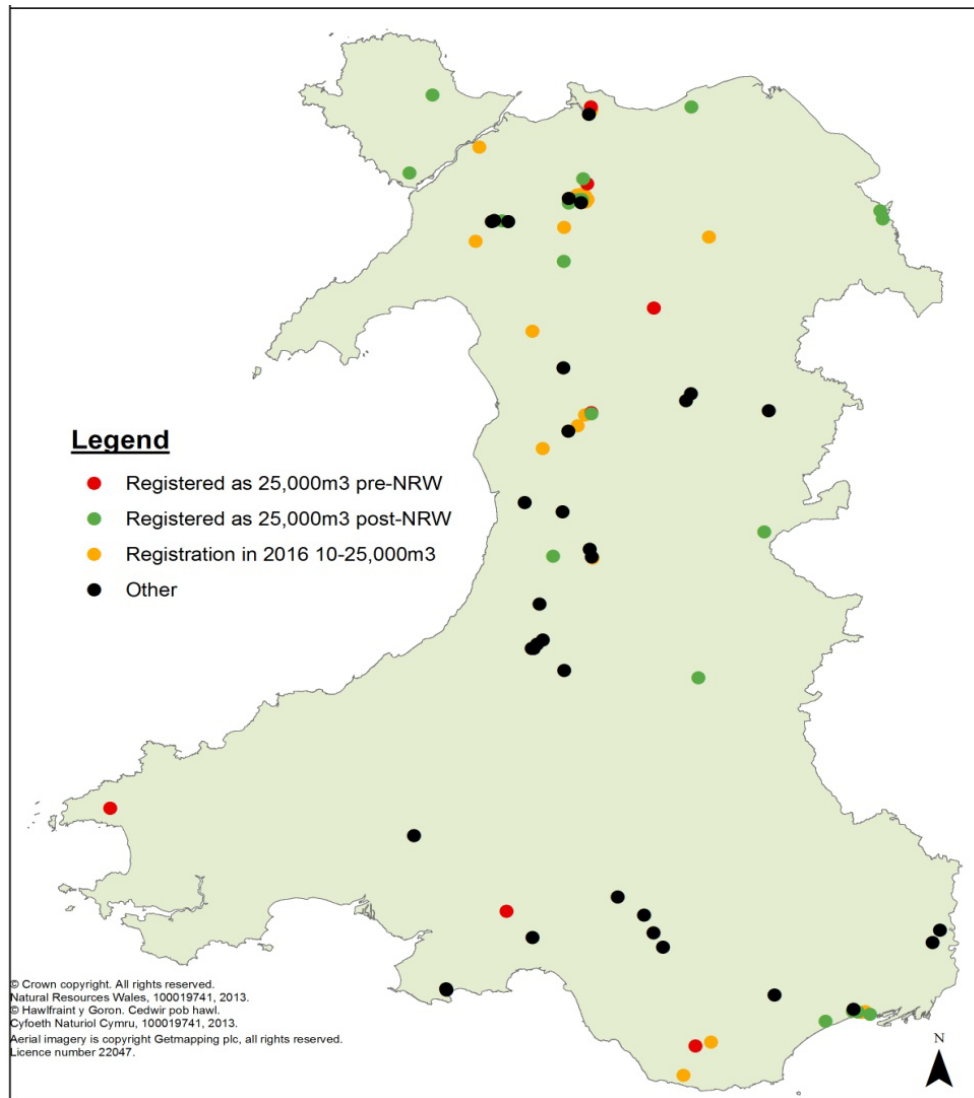 Legend
Registered as 25,000m3 pre-NRW
Registered as 25,000m3 post-NRW
Registration in 2016 10-25,000m3
Other
© Crown copyright. All rights reserved.
Natural Resources Wales, 100019741, 2013.
© Hawlfraint y Goron. Cedwir pob hawl.
Cyfoeth Naturiol Cymru, 100019741, 2013.
Aerial imagery is copyright Getmapping plc, all rights reserved.
Licence number 22047.
N